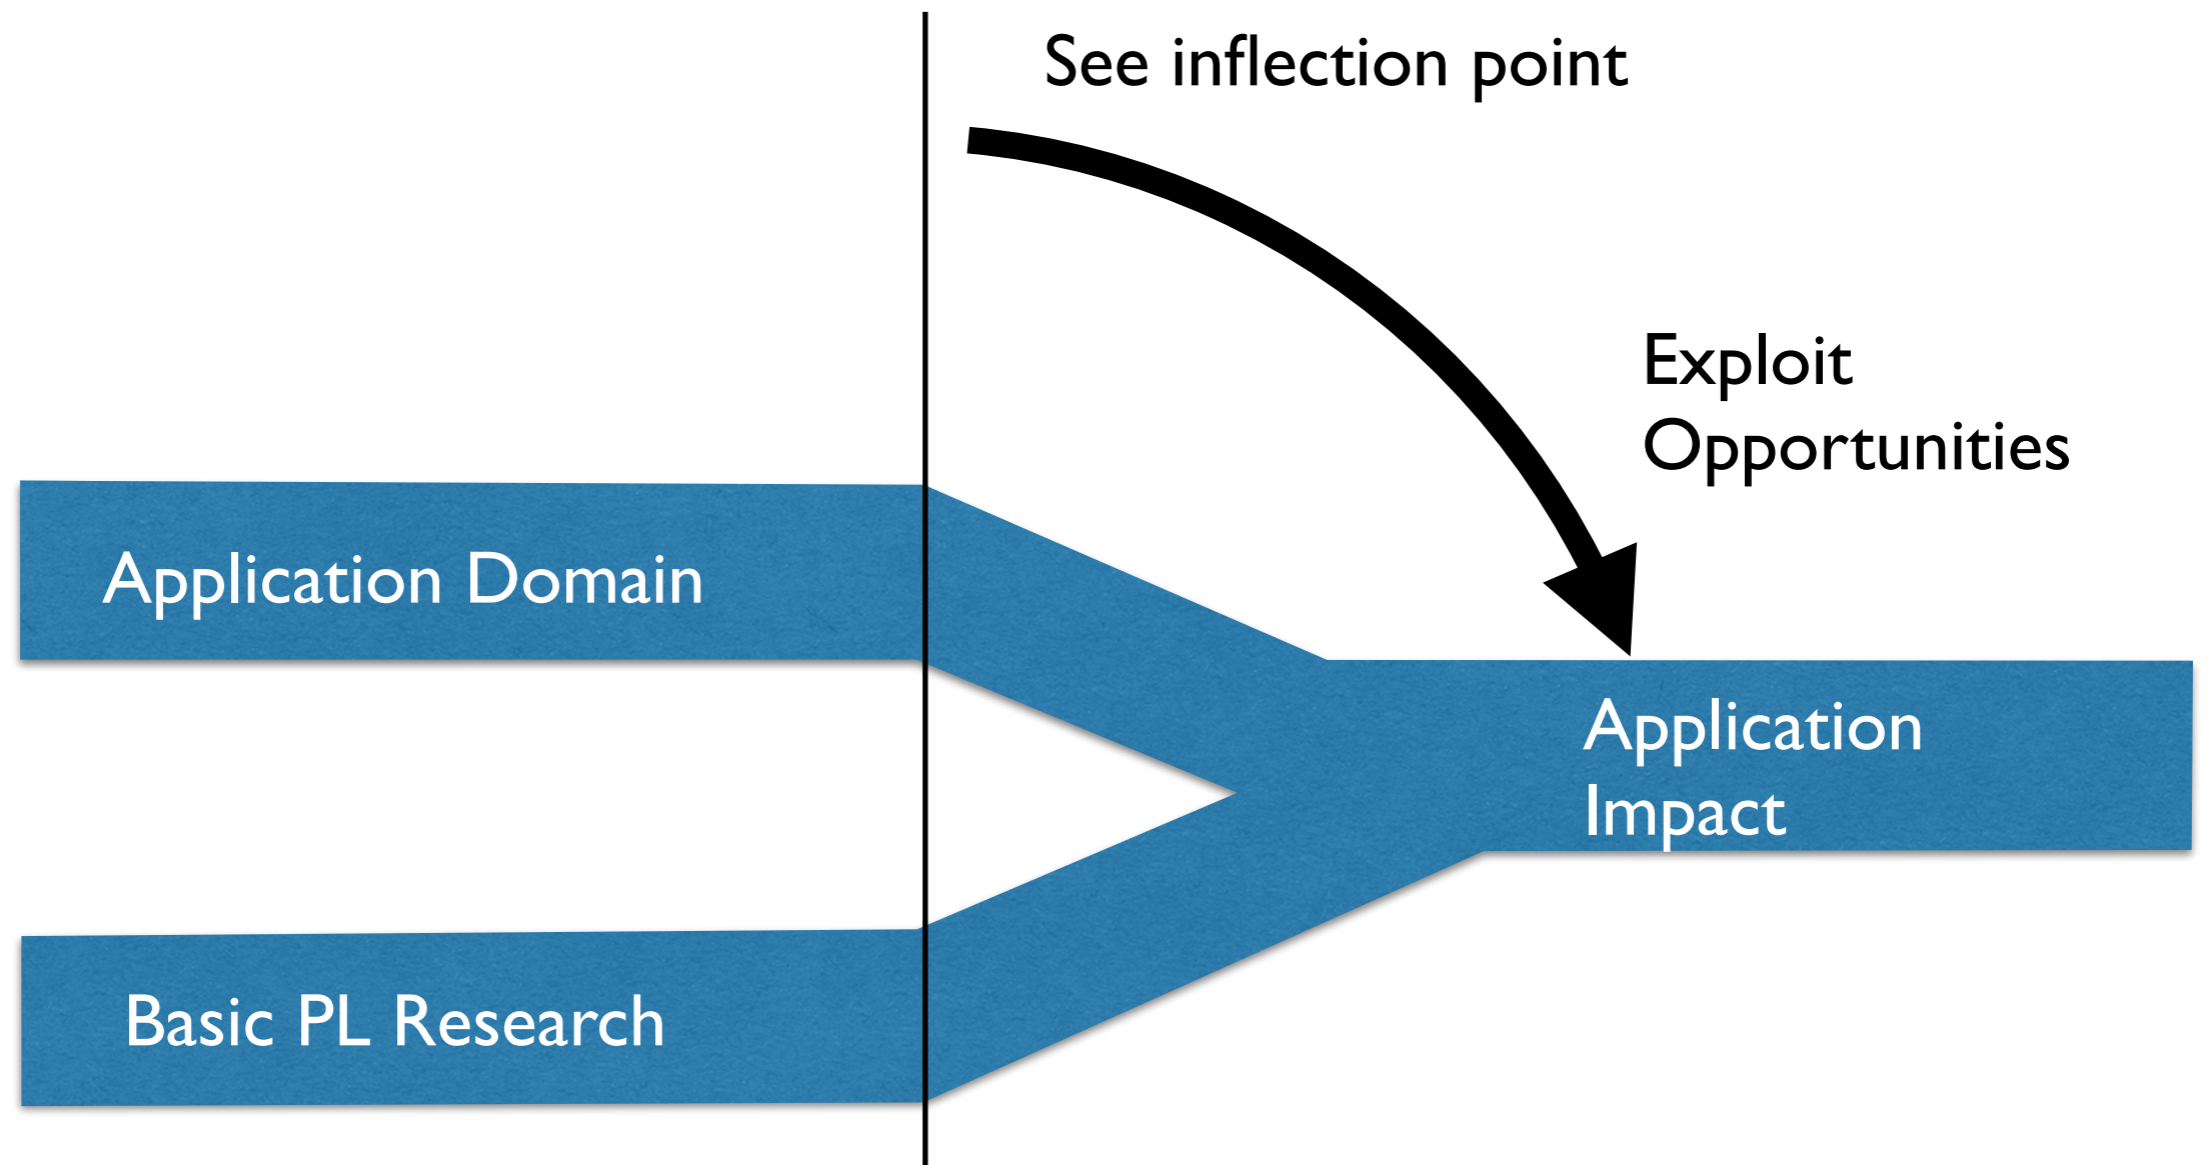 See inflection point
Exploit
Opportunities
Application Domain
Application
Impact
Basic PL Research